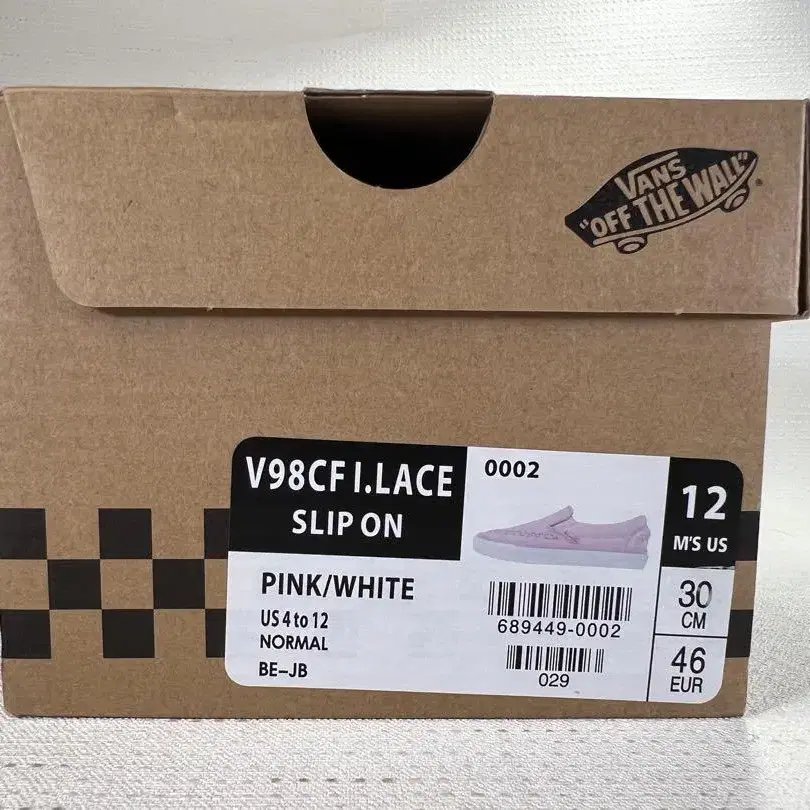 VANS
"OFF THE WALL"
V98CF I.LACE
SLIP ON
0002
12
M'S US
PINK/WHITE
US 4 to 12
NORMAL
BE-JB
689449-0002
029
30
CM
46
EUR